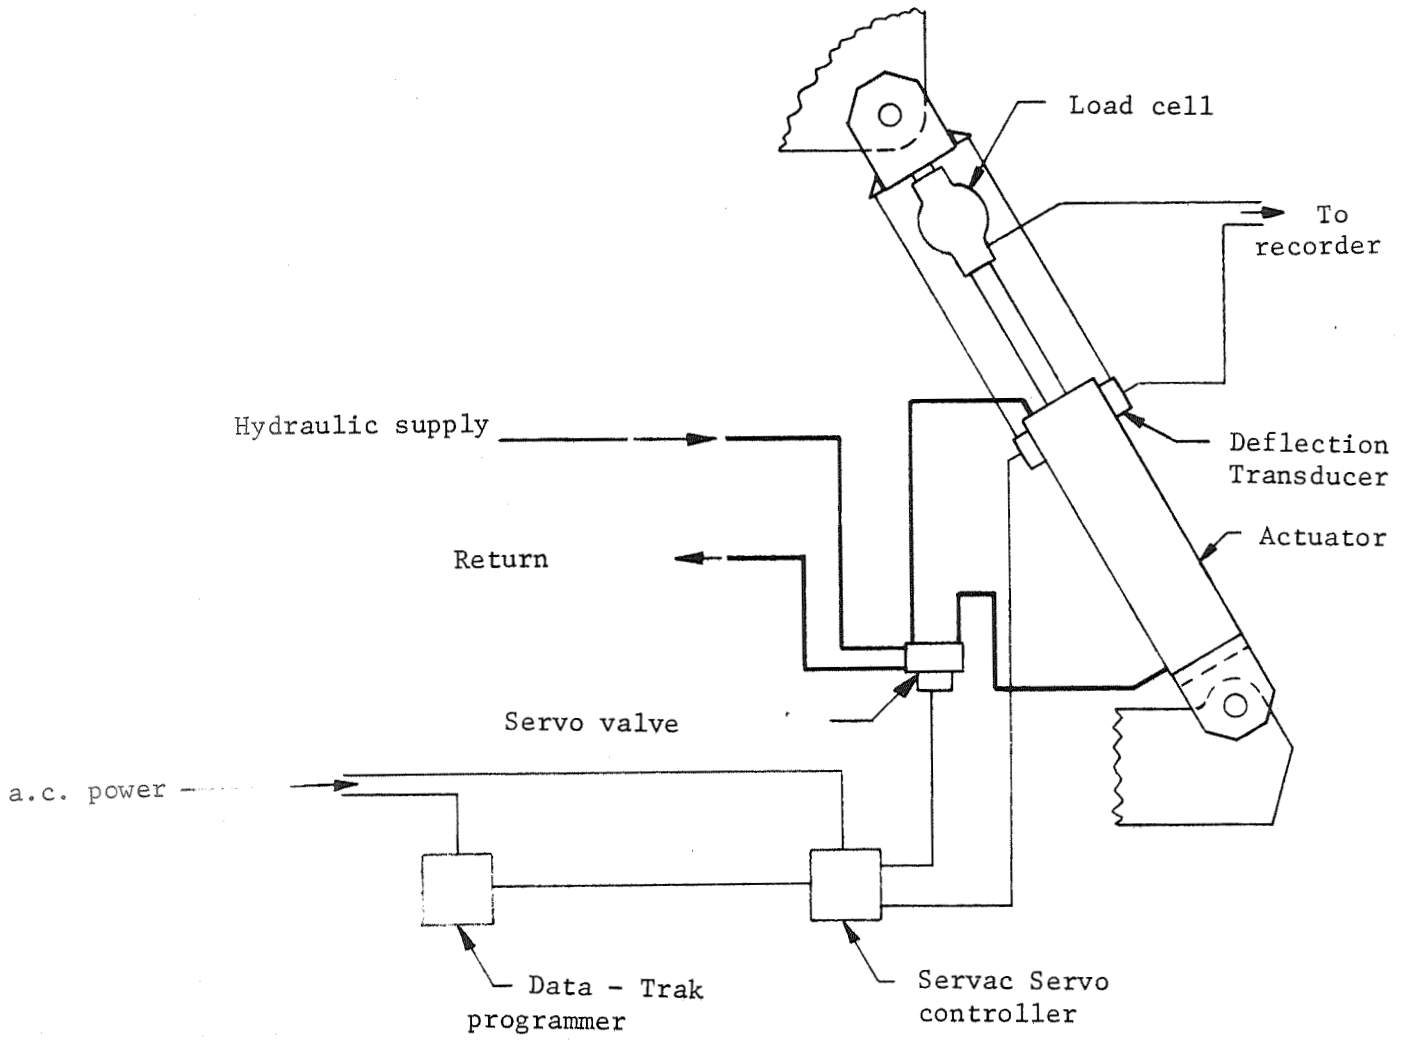 Load cell
To
recorder
Hydraulic supply
Deflection
Transducer
Actuator
Return
Servo valve
a.c. power
Data - Trak
programmer
Servac Servo
controller